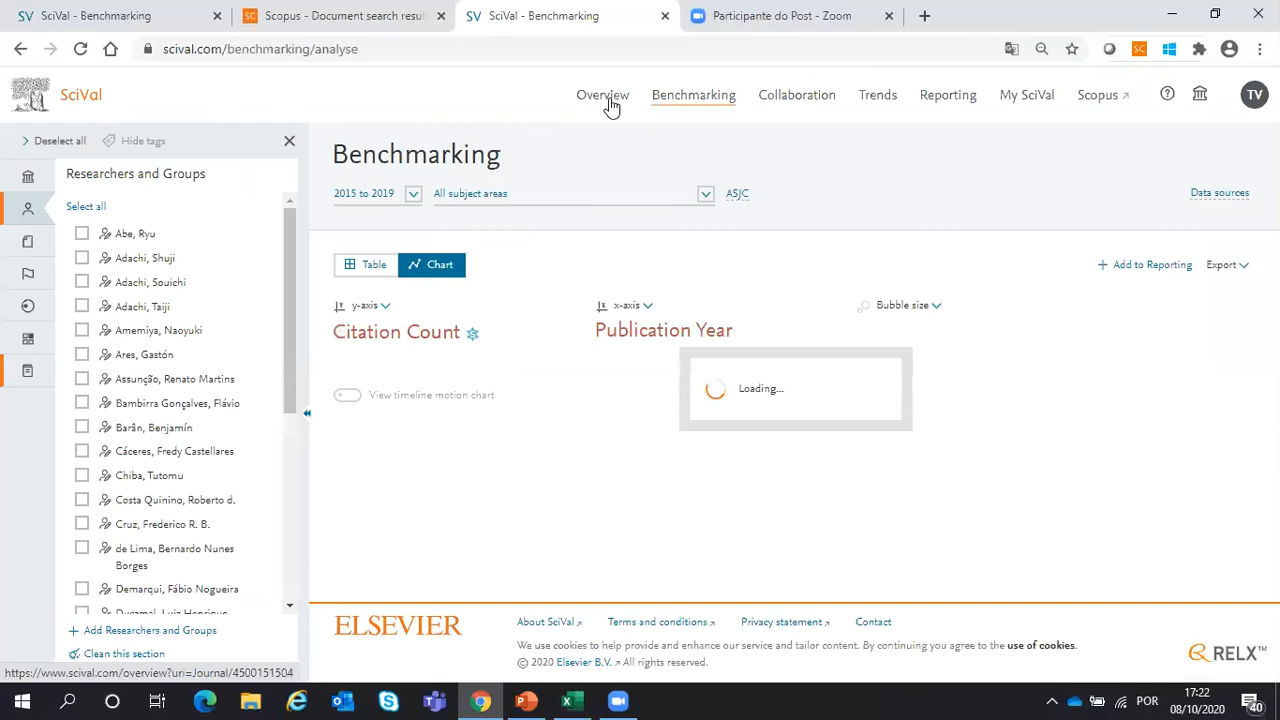 SciVal - Benchmarking
Scopus - Document search result
SciVal - Benchmarking
Participante do Post - Zoom
scival.com/benchmarking/analyse
SciVal
Overview
Benchmarking
Collaboration
Trends
Reporting
My SciVal
Scopus
TV
Deselect all
Hide tags
Researchers and Groups
Select all
Abe, Ryu
Adachi, Shuji
Adachi, Souichi
Adachi, Taiji
Amemiya, Naoyuki
Ares, Gastón
Assunção, Renato Martins
Bambirra Gonçalves, Flávio
Barân, Benjamín
Cáceres, Fredy Castellares
Chiba, Tutomu
Costa Quinino, Roberto d.
Cruz, Frederico R. B.
de Lima, Bernardo Nunes
Borges
Demarqui, Fábio Nogueira
Duczmal, Luiz Henrique
Add Researchers and Groups
Clean this section
Benchmarking
2015 to 2019
All subject areas
ASJC
Data sources
Table
Chart
Add to Reporting
Export
y-axis
x-axis
Bubble size
Citation Count
Publication Year
View timeline motion chart
Loading...
ELSEVIER
About SciVal
Terms and conditions
Privacy statement
Contact
We use cookies to help provide and enhance our service and tailor content. By continuing you agree to the use of cookies.
© 2020 Elsevier B.V. All rights reserved.
RELX™
https://www.scival.com/overview?uri=Journal/4500151504
POR
17:22
08/10/2020
40